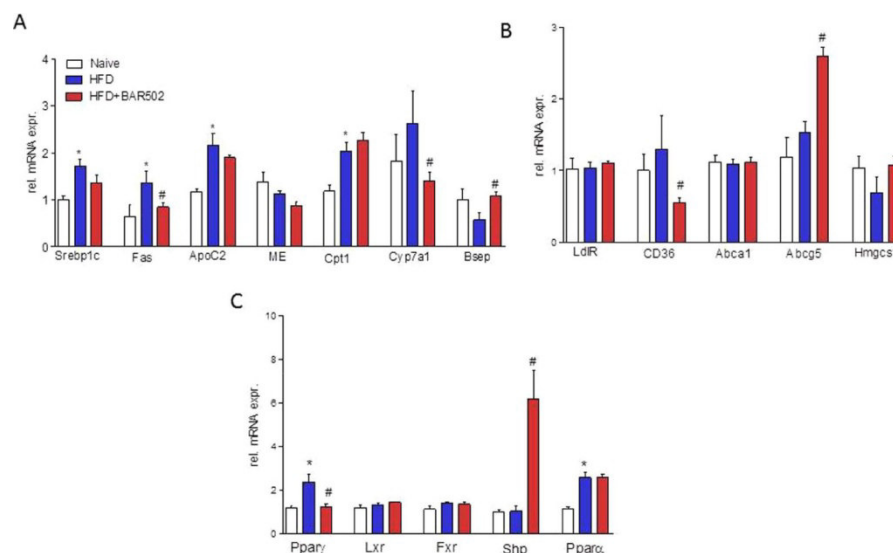 A
rel. mRNA expr.
4
3
2
1
0
Naive
HFD
HFD+BAR502
*
*
#
*
*
#
#
Srebp1c Fas ApoC2 ME Cpt1 Cyp7a1 Bsep
B
rel. mRNA expr.
3
2
1
0
#
#
LdlR CD36 Abca1 Abcg5 Hmgcs
C
rel. mRNA expr.
10
8
6
4
2
0
*
#
#
*
Pparγ Lxr Fxr Shp Pparα